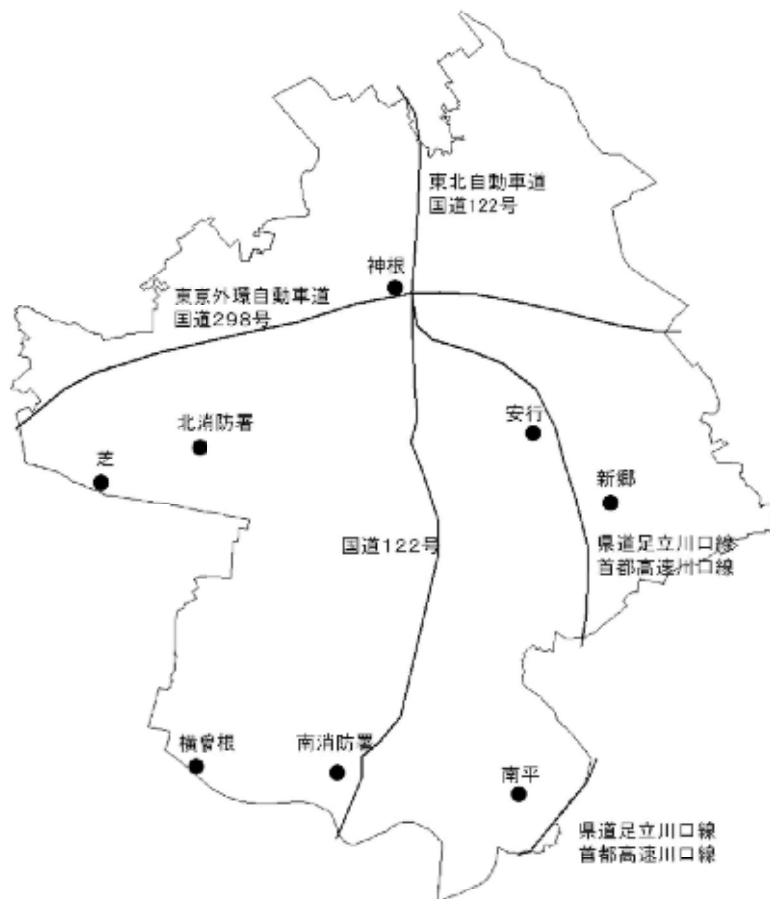 東北自動車道
国道122号
神根
東京外環自動車道
国道298号
安行
北消防署
芝
新郷
国道122号
県道足立川口線
首都高速川口線
横曽根
南消防署
南平
県道足立川口線
首都高速川口線